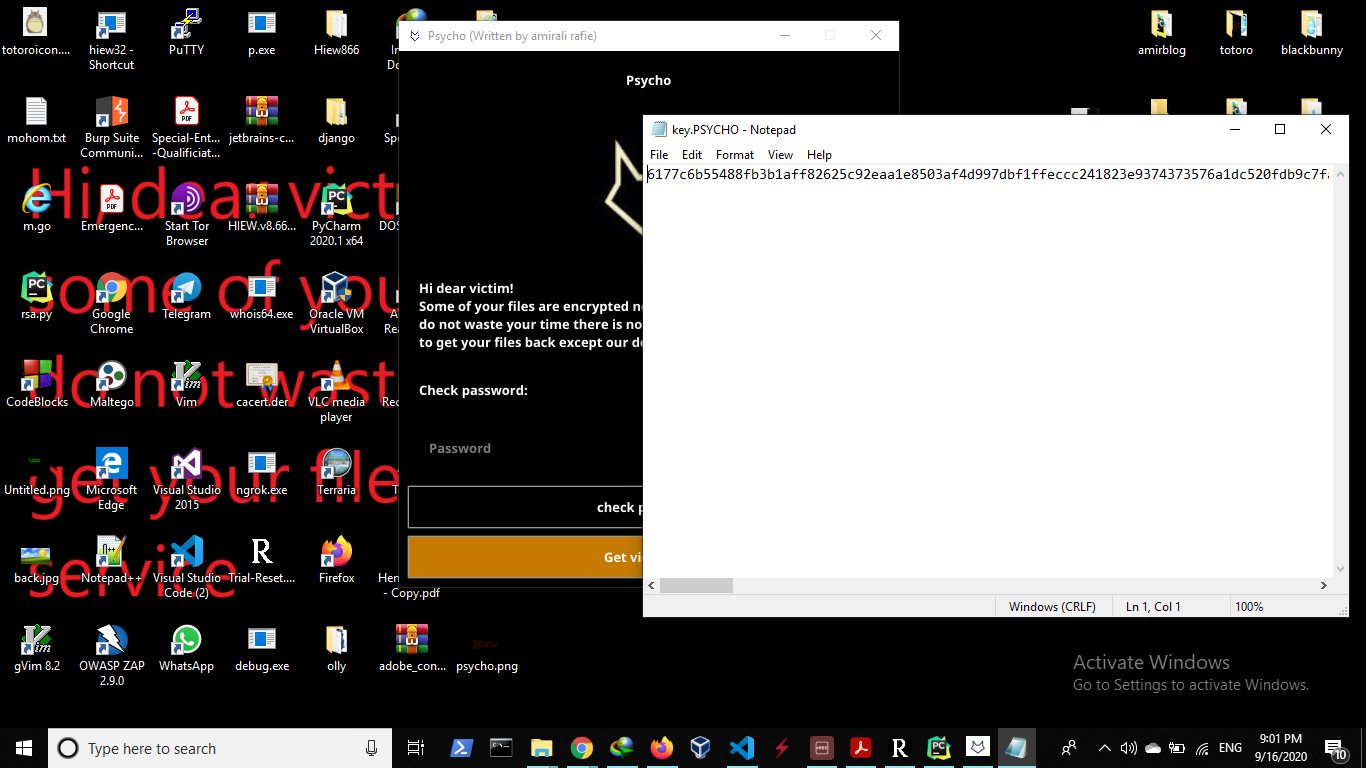 totoroicon....
hiew32 -
Shortcut
PuTTY
p.exe
Hiew866
amirblog
totoro
blackbunny
Psycho (Written by amirali rafie)
Psycho
mohom.txt
Burp Suite
Communi...
Special-Ent...
-Qualificiat...
jetbrains-c...
django
key.PSYCHO - Notepad
File Edit Format View Help
6177c6b55488fb3b1aff82625c92eaa1e8503af4d997dbf1ffeccc241823e9374373576a1dc520fdb9c7f
Hi, dear vict
m.go
Emergenc...
Start Tor
Browser
HIEW.v8.66...
PyCharm
2020.1 x64
DOS
some of you
rsa.py
Google
Chrome
Telegram
whois64.exe
Oracle VM
VirtualBox
Hi dear victim!
Some of your files are encrypted n
do not waste your time there is no
to get your files back except our d
do not wast
CodeBlocks
Maltego
Vim
cacert.der
VLC media
player
Check password:
Password
get your file
Untitled.png
Microsoft
Edge
Visual Studio
2015
ngrok.exe
Terraria
check p
Get vi
service
back.jpg
Notepad++
Visual Studio
Code (2)
Trial-Reset....
Firefox
Hen
- Copy.pdf
Windows (CRLF)
Ln 1, Col 1
100%
gVim 8.2
OWASP ZAP
2.9.0
WhatsApp
debug.exe
olly
adobe_con...
psycho.png
Activate Windows
Go to Settings to activate Windows.
Type here to search
ENG
9:01 PM
9/16/2020
10